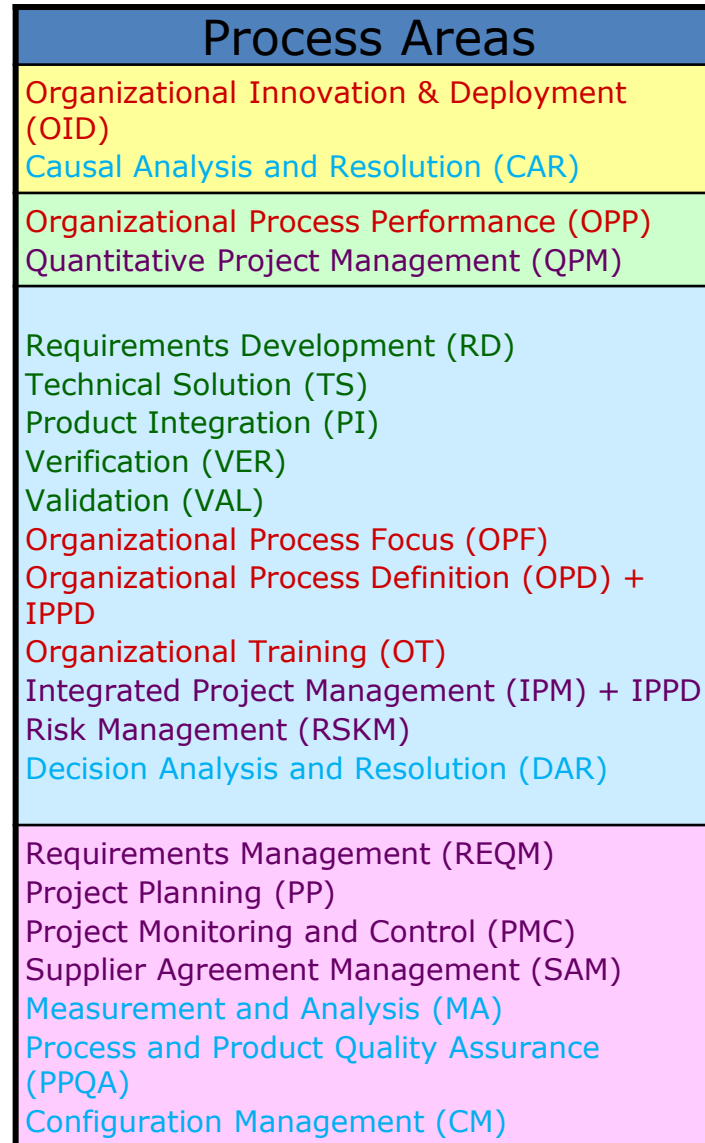 Process Areas
Organizational Innovation & Deployment
(OID)
Causal Analysis and Resolution (CAR)
Organizational Process Performance (OPP)
Quantitative Project Management (QPM)
Requirements Development (RD)
Technical Solution (TS)
Product Integration (PI)
Verification (VER)
Validation (VAL)
Organizational Process Focus (OPF)
Organizational Process Definition (OPD) +
IPPD
Organizational Training (OT)
Integrated Project Management (IPM) + IPPD
Risk Management (RSKM)
Decision Analysis and Resolution (DAR)
Requirements Management (REQM)
Project Planning (PP)
Project Monitoring and Control (PMC)
Supplier Agreement Management (SAM)
Measurement and Analysis (MA)
Process and Product Quality Assurance
(PPQA)
Configuration Management (CM)